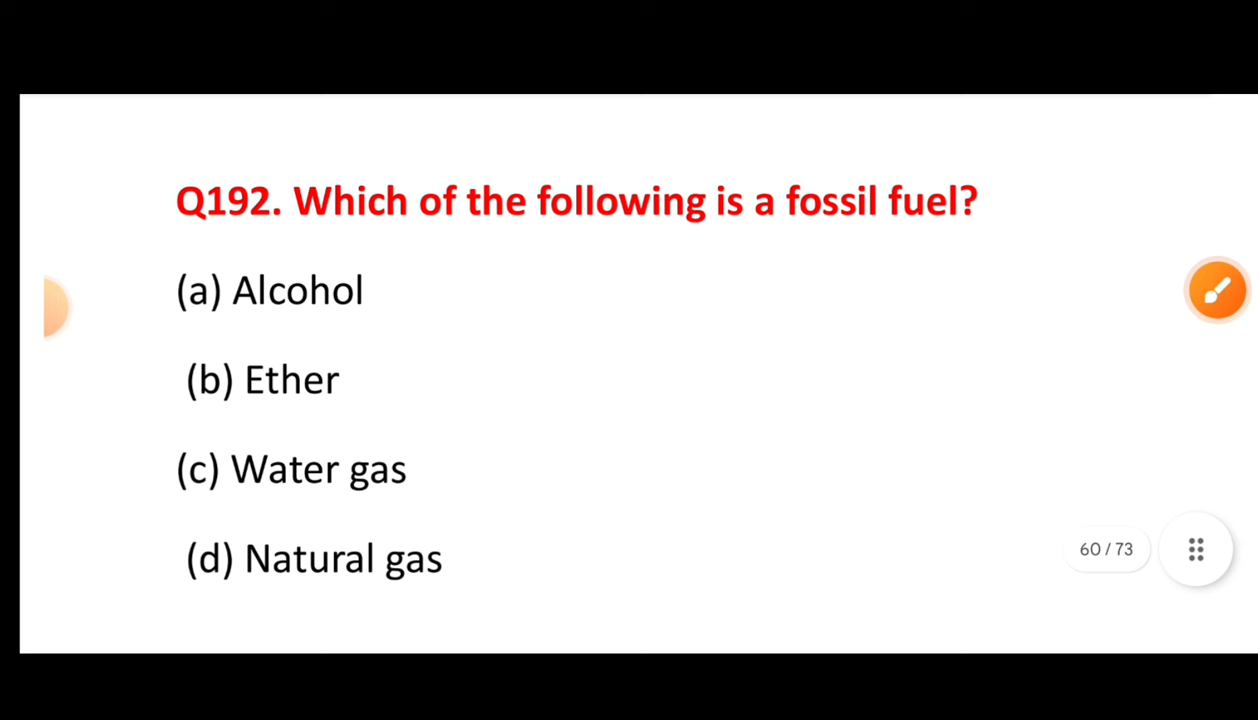 Q192. Which of the following is a fossil fuel?
(a) Alcohol
(b) Ether
(c) Water gas
(d) Natural gas
60 / 73